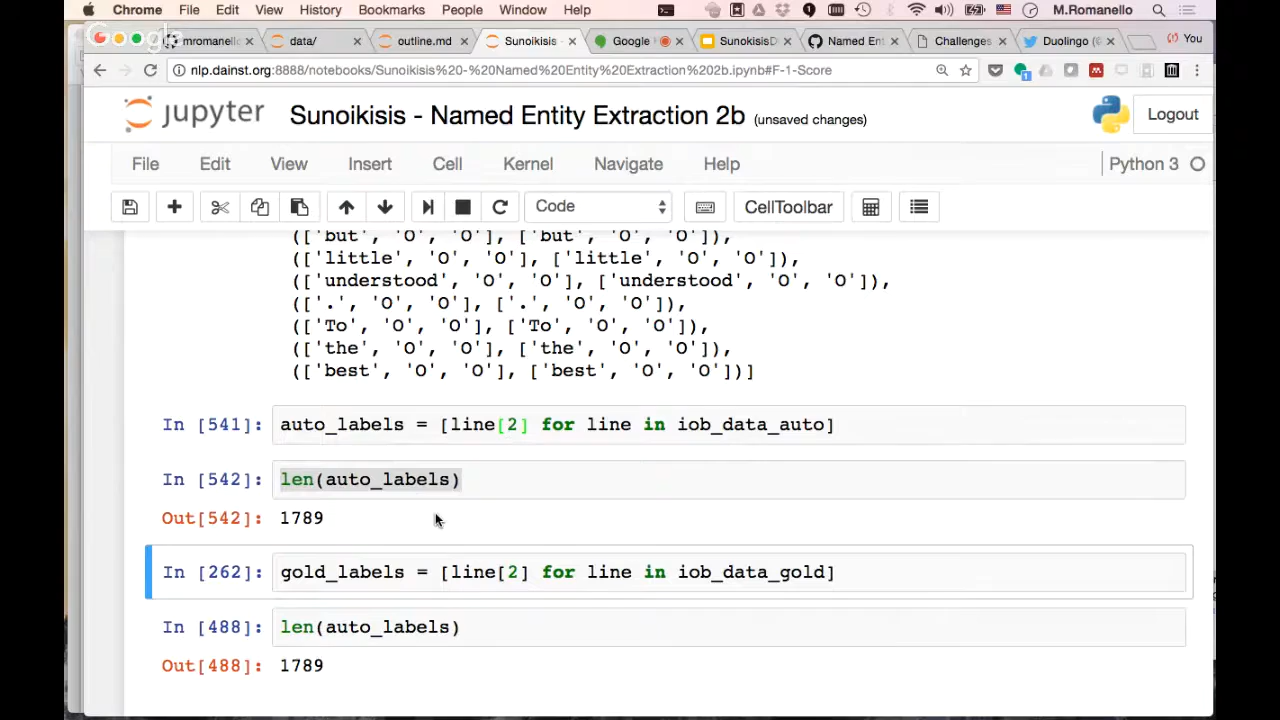 Chrome File Edit View History Bookmarks People Window Help M.Romanello
Google
mromanello data/ outline.md Sunoikisis Google SunoikisisD Named Ent Challenges Duolingo ( You
nlp.dainst.org:8888/notebooks/Sunoikisis%20-%20Named%20Entity%20Extraction%202b.ipynb#F-1-Score
jupyter Sunoikisis - Named Entity Extraction 2b (unsaved changes) Logout
File Edit View Insert Cell Kernel Navigate Help Python 3
Code CellToolbar
(['but', 'O', 'O'], ['but', 'O', 'O']),
(['little', 'O', 'O'], ['little', 'O', 'O']),
(['understood', 'O', 'O'], ['understood', 'O', 'O']),
(['.', 'O', 'O'], ['.', 'O', 'O']),
(['To', 'O', 'O'], ['To', 'O', 'O']),
(['the', 'O', 'O'], ['the', 'O', 'O']),
(['best', 'O', 'O'], ['best', 'O', 'O'])]
In [541]: auto_labels = [line[2] for line in iob_data_auto]
In [542]: len(auto_labels)
Out[542]: 1789
In [262]: gold_labels = [line[2] for line in iob_data_gold]
In [488]: len(auto_labels)
Out[488]: 1789